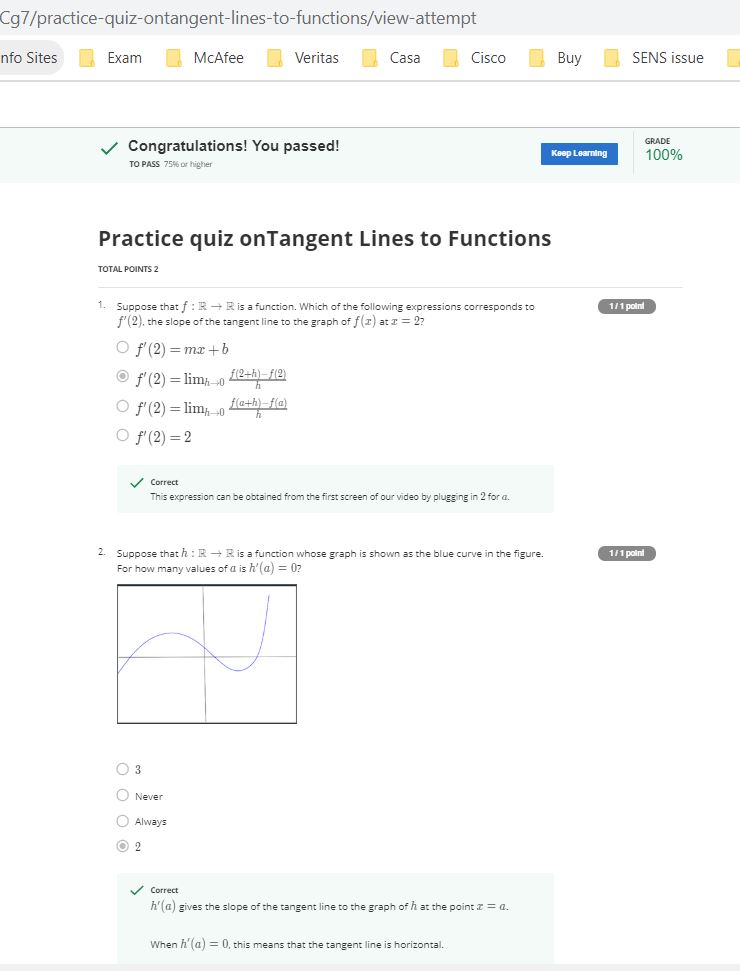 Cg7/practice-quiz-ontangent-lines-to-functions/view-attempt
nfo Sites Exam McAfee Veritas Casa Cisco Buy SENS issue
Congratulations! You passed!
TO PASS 75% or higher
Keep Learning
GRADE
100%
Practice quiz onTangent Lines to Functions
TOTAL POINTS 2
1. Suppose that f : ℝ → ℝ is a function. Which of the following expressions corresponds to
f′(2), the slope of the tangent line to the graph of f(x) at x = 2?
1 / 1 point
f′(2) = mx + b
f′(2) = lim_{h→0} \frac{f(2+h)−f(2)}{h}
f′(2) = lim_{h→0} \frac{f(a+h)−f(a)}{h}
f′(2) = 2
Correct
This expression can be obtained from the first screen of our video by plugging in 2 for a.
2. Suppose that h : ℝ → ℝ is a function whose graph is shown as the blue curve in the figure.
For how many values of a is h′(a) = 0?
1 / 1 point
3
Never
Always
2
Correct
h′(a) gives the slope of the tangent line to the graph of h at the point x = a.
When h′(a) = 0, this means that the tangent line is horizontal.